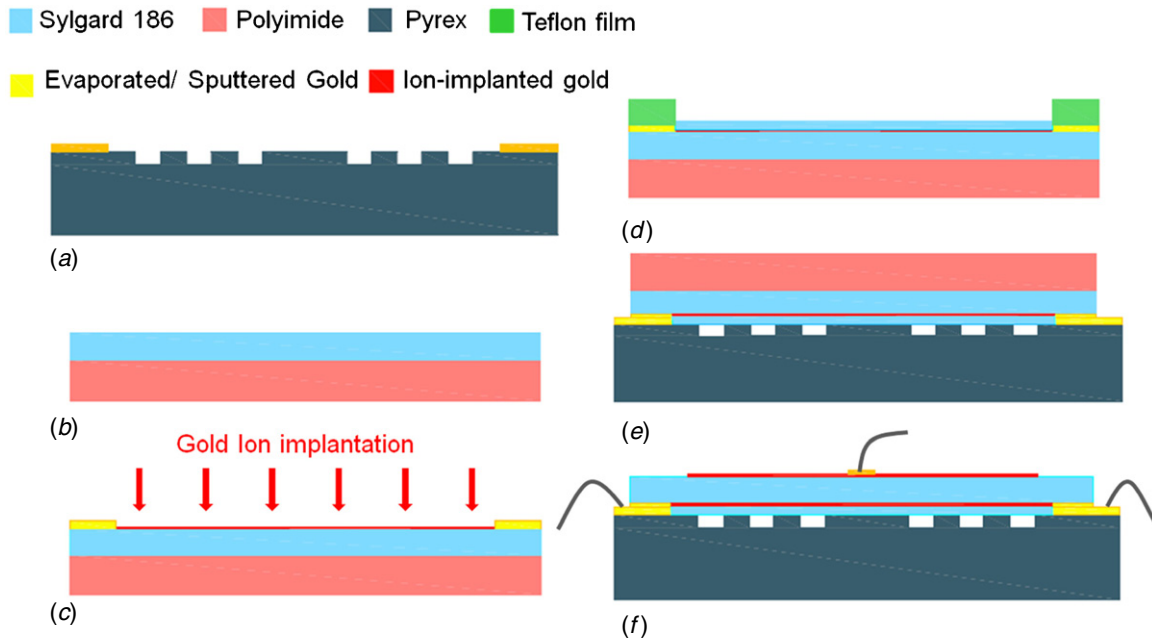 Sylgard 186 Polyimide Pyrex Teflon film
Evaporated/ Sputtered Gold Ion-implanted gold
(a)
(b)
Gold Ion implantation
(c)
(d)
(e)
(f)